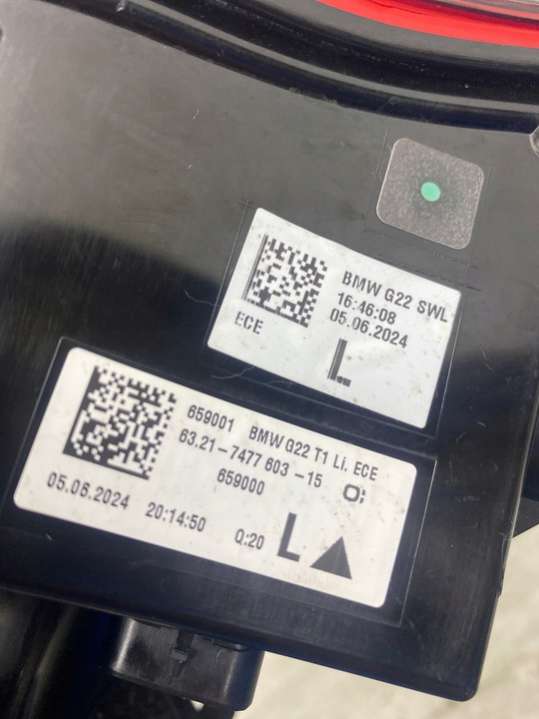 BMW G22 SWL
16:46:08
05.06.2024
ECE
L
659001 BMW G22 T1 Li. ECE
63.21-7477 603-15
659000
05.06.2024 20:14:50 Q:20 L